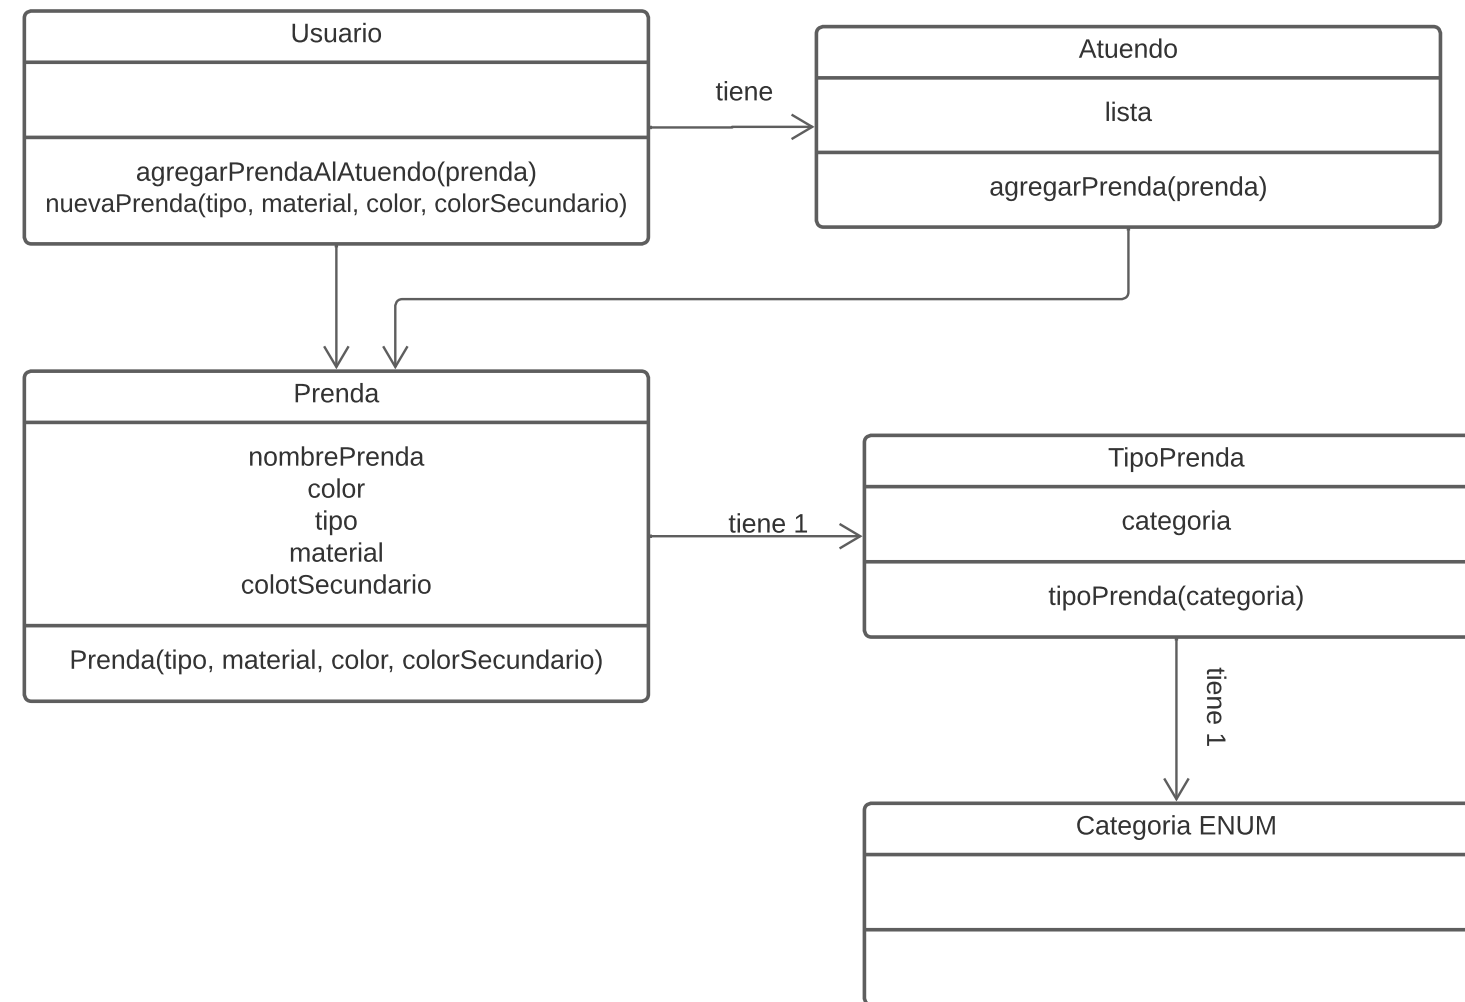 Usuario
agregarPrendaAlAtuendo(prenda)
nuevaPrenda(tipo, material, color, colorSecundario)
tiene
Atuendo
lista
agregarPrenda(prenda)
Prenda
nombrePrenda
color
tipo
material
colotSecundario
Prenda(tipo, material, color, colorSecundario)
tiene 1
TipoPrenda
categoria
tipoPrenda(categoria)
tiene 1
Categoria ENUM